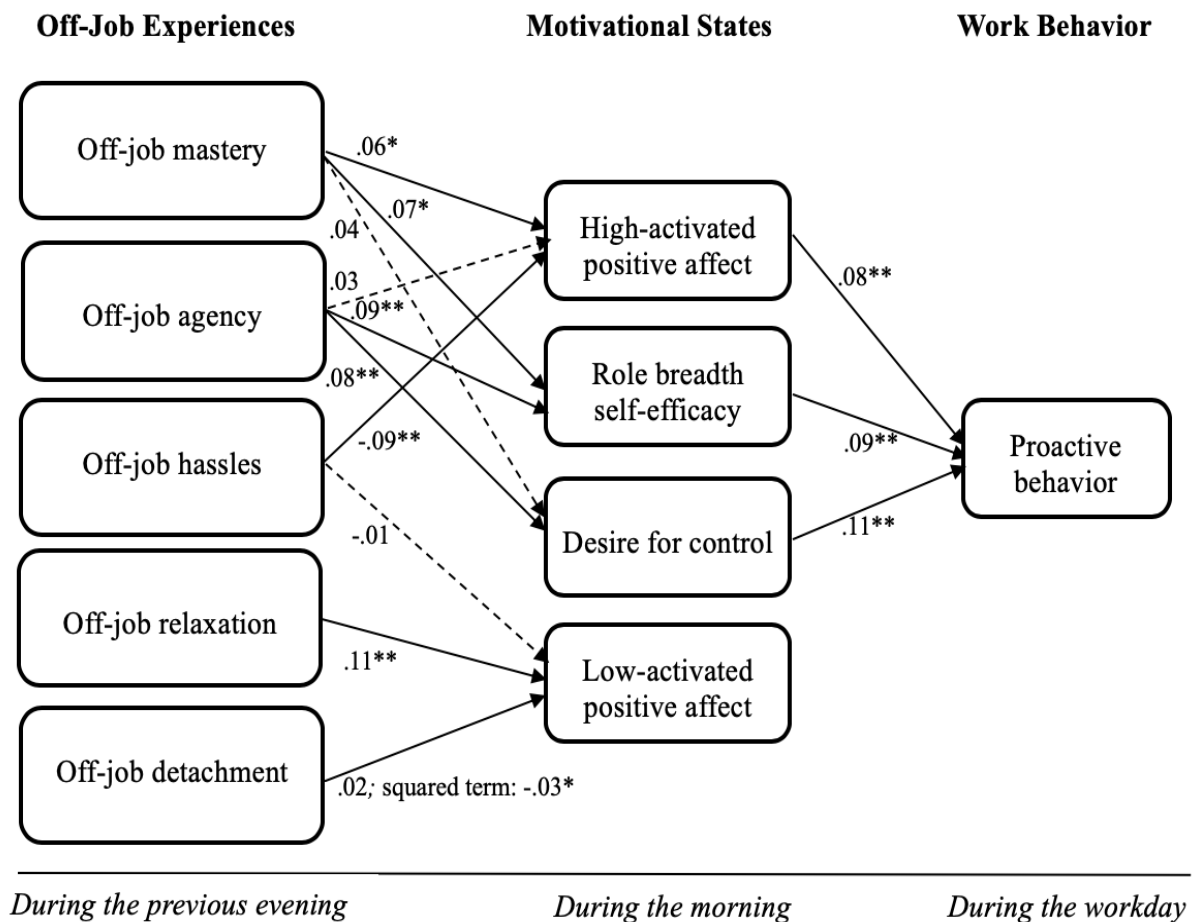 Off-Job Experiences
Motivational States
Work Behavior
Off-job mastery
Off-job agency
Off-job hassles
Off-job relaxation
Off-job detachment
.06*
.07*
.04
.03
.09**
.08**
-.09**
-.01
.11**
.02; squared term: -.03*
High-activated
positive affect
Role breadth
self-efficacy
Desire for control
Low-activated
positive affect
.08**
.09**
.11**
Proactive
behavior
During the previous evening
During the morning
During the workday